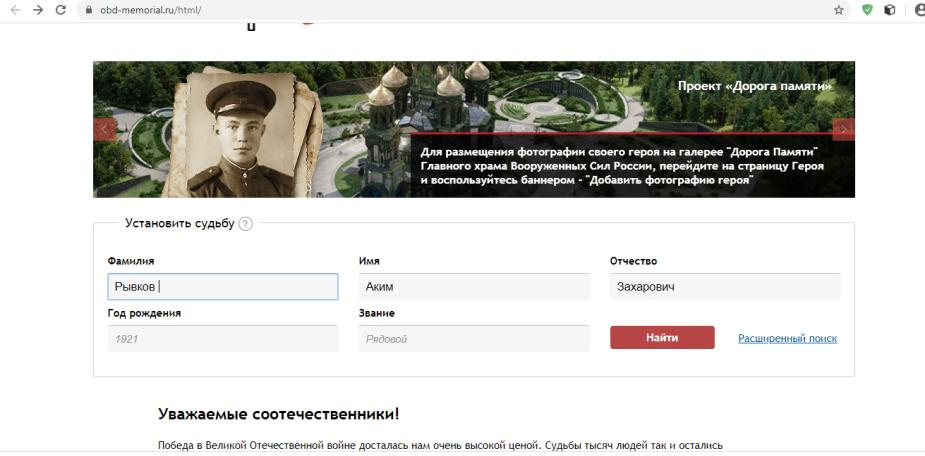 obd-memorial.ru/html/
Проект «Дорога памяти»
Для размещения фотографии своего героя на галерее "Дорога Памяти"
Главного храма Вооруженных Сил России, перейдите на страницу Героя
и воспользуйтесь баннером - "Добавить фотографию героя"
Установить судьбу ?
Фамилия Имя Отчество
Рывков Аким Захарович
Год рождения Звание
1921 Рядовой Найти Расширенный поиск
Уважаемые соотечественники!
Победа в Великой Отечественной войне досталась нам очень высокой ценой. Судьбы тысяч людей так и остались